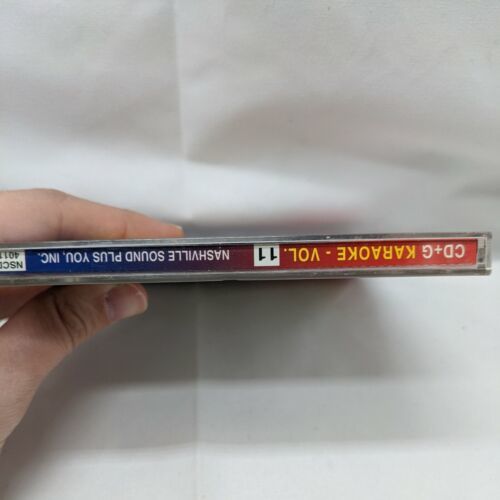 CD+G KARAOKE - VOL. 11 NASHVILLE SOUND PLUS YOU, INC.